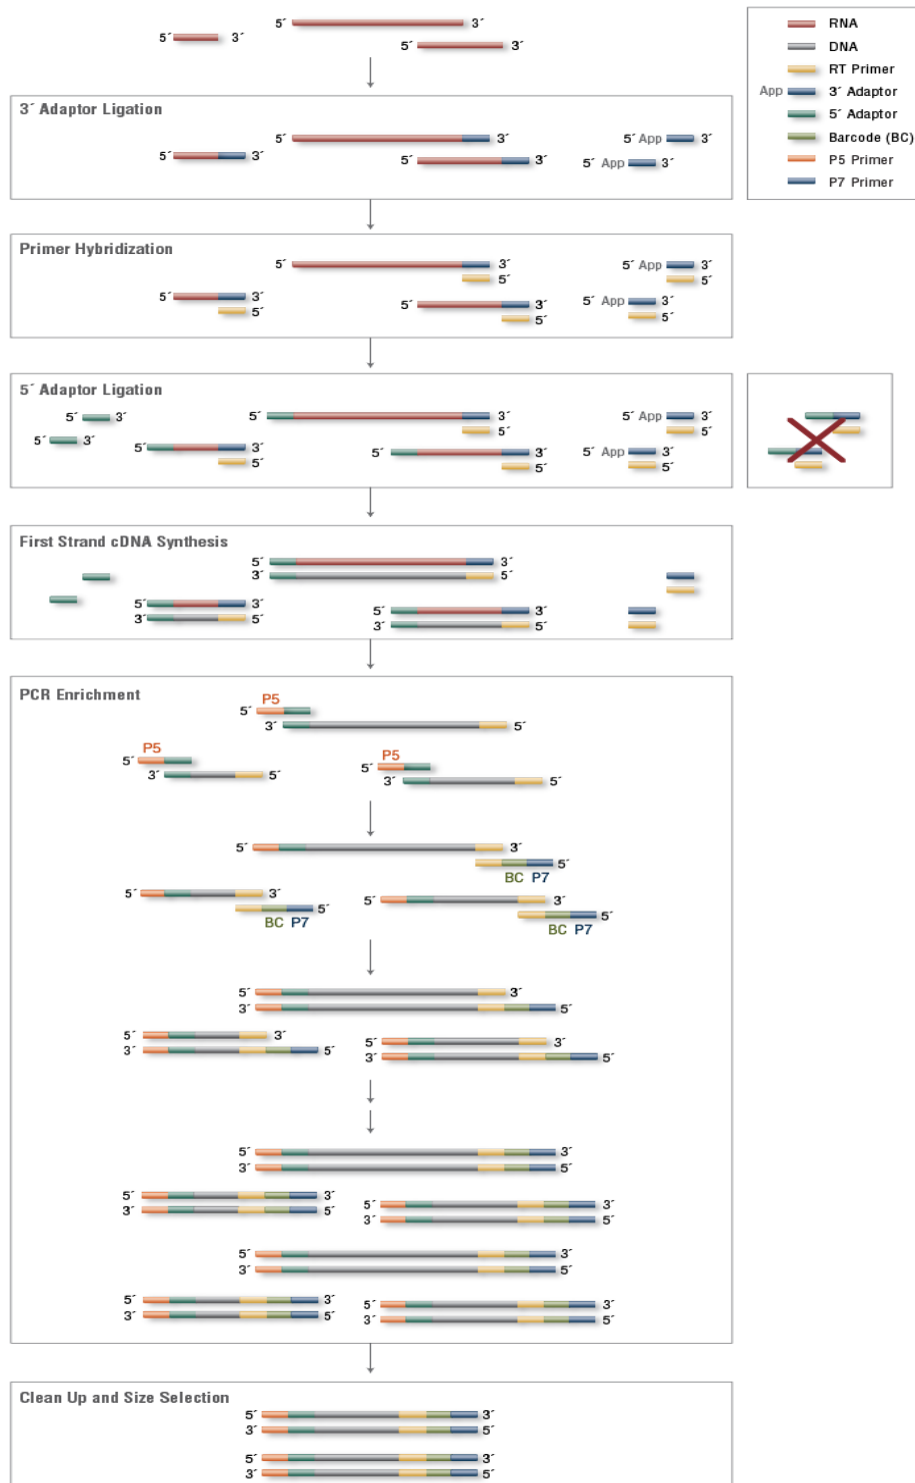 5´ 3´
5´ 3´
5´ 3´
RNA
DNA
RT Primer
App 3´ Adaptor
5´ Adaptor
Barcode (BC)
P5 Primer
P7 Primer
3´ Adaptor Ligation
5´ 3´
5´ App 3´
5´ 3´
5´ 3´
5´ App 3´
Primer Hybridization
5´ 3´
5´ App 3´
5´
5´
5´ 3´
5´
5´ 3´
5´
5´ App 3´
5´
5´ Adaptor Ligation
5´ 3´
5´ 3´
5´ App 3´
5´
5´
5´ 3´
5´ 3´
5´
5´ 3´
5´
5´ App 3´
5´
First Strand cDNA Synthesis
5´ 3´
3´ 5´
5´ 3´
3´ 5´
5´ 3´
3´ 5´
PCR Enrichment
P5
5´
3´ 5´
P5
5´
3´ 5´
P5
5´
3´ 5´
5´ 3´
5´
BC P7
5´ 3´
5´
BC P7
5´ 3´
5´
BC P7
5´ 3´
3´ 5´
5´ 3´
3´ 5´
5´ 3´
3´ 5´
5´ 3´
3´ 5´
5´ 3´
3´ 5´
5´ 3´
3´ 5´
5´ 3´
3´ 5´
5´ 3´
3´ 5´
5´ 3´
3´ 5´
Clean Up and Size Selection
5´ 3´
3´ 5´
5´ 3´
3´ 5´